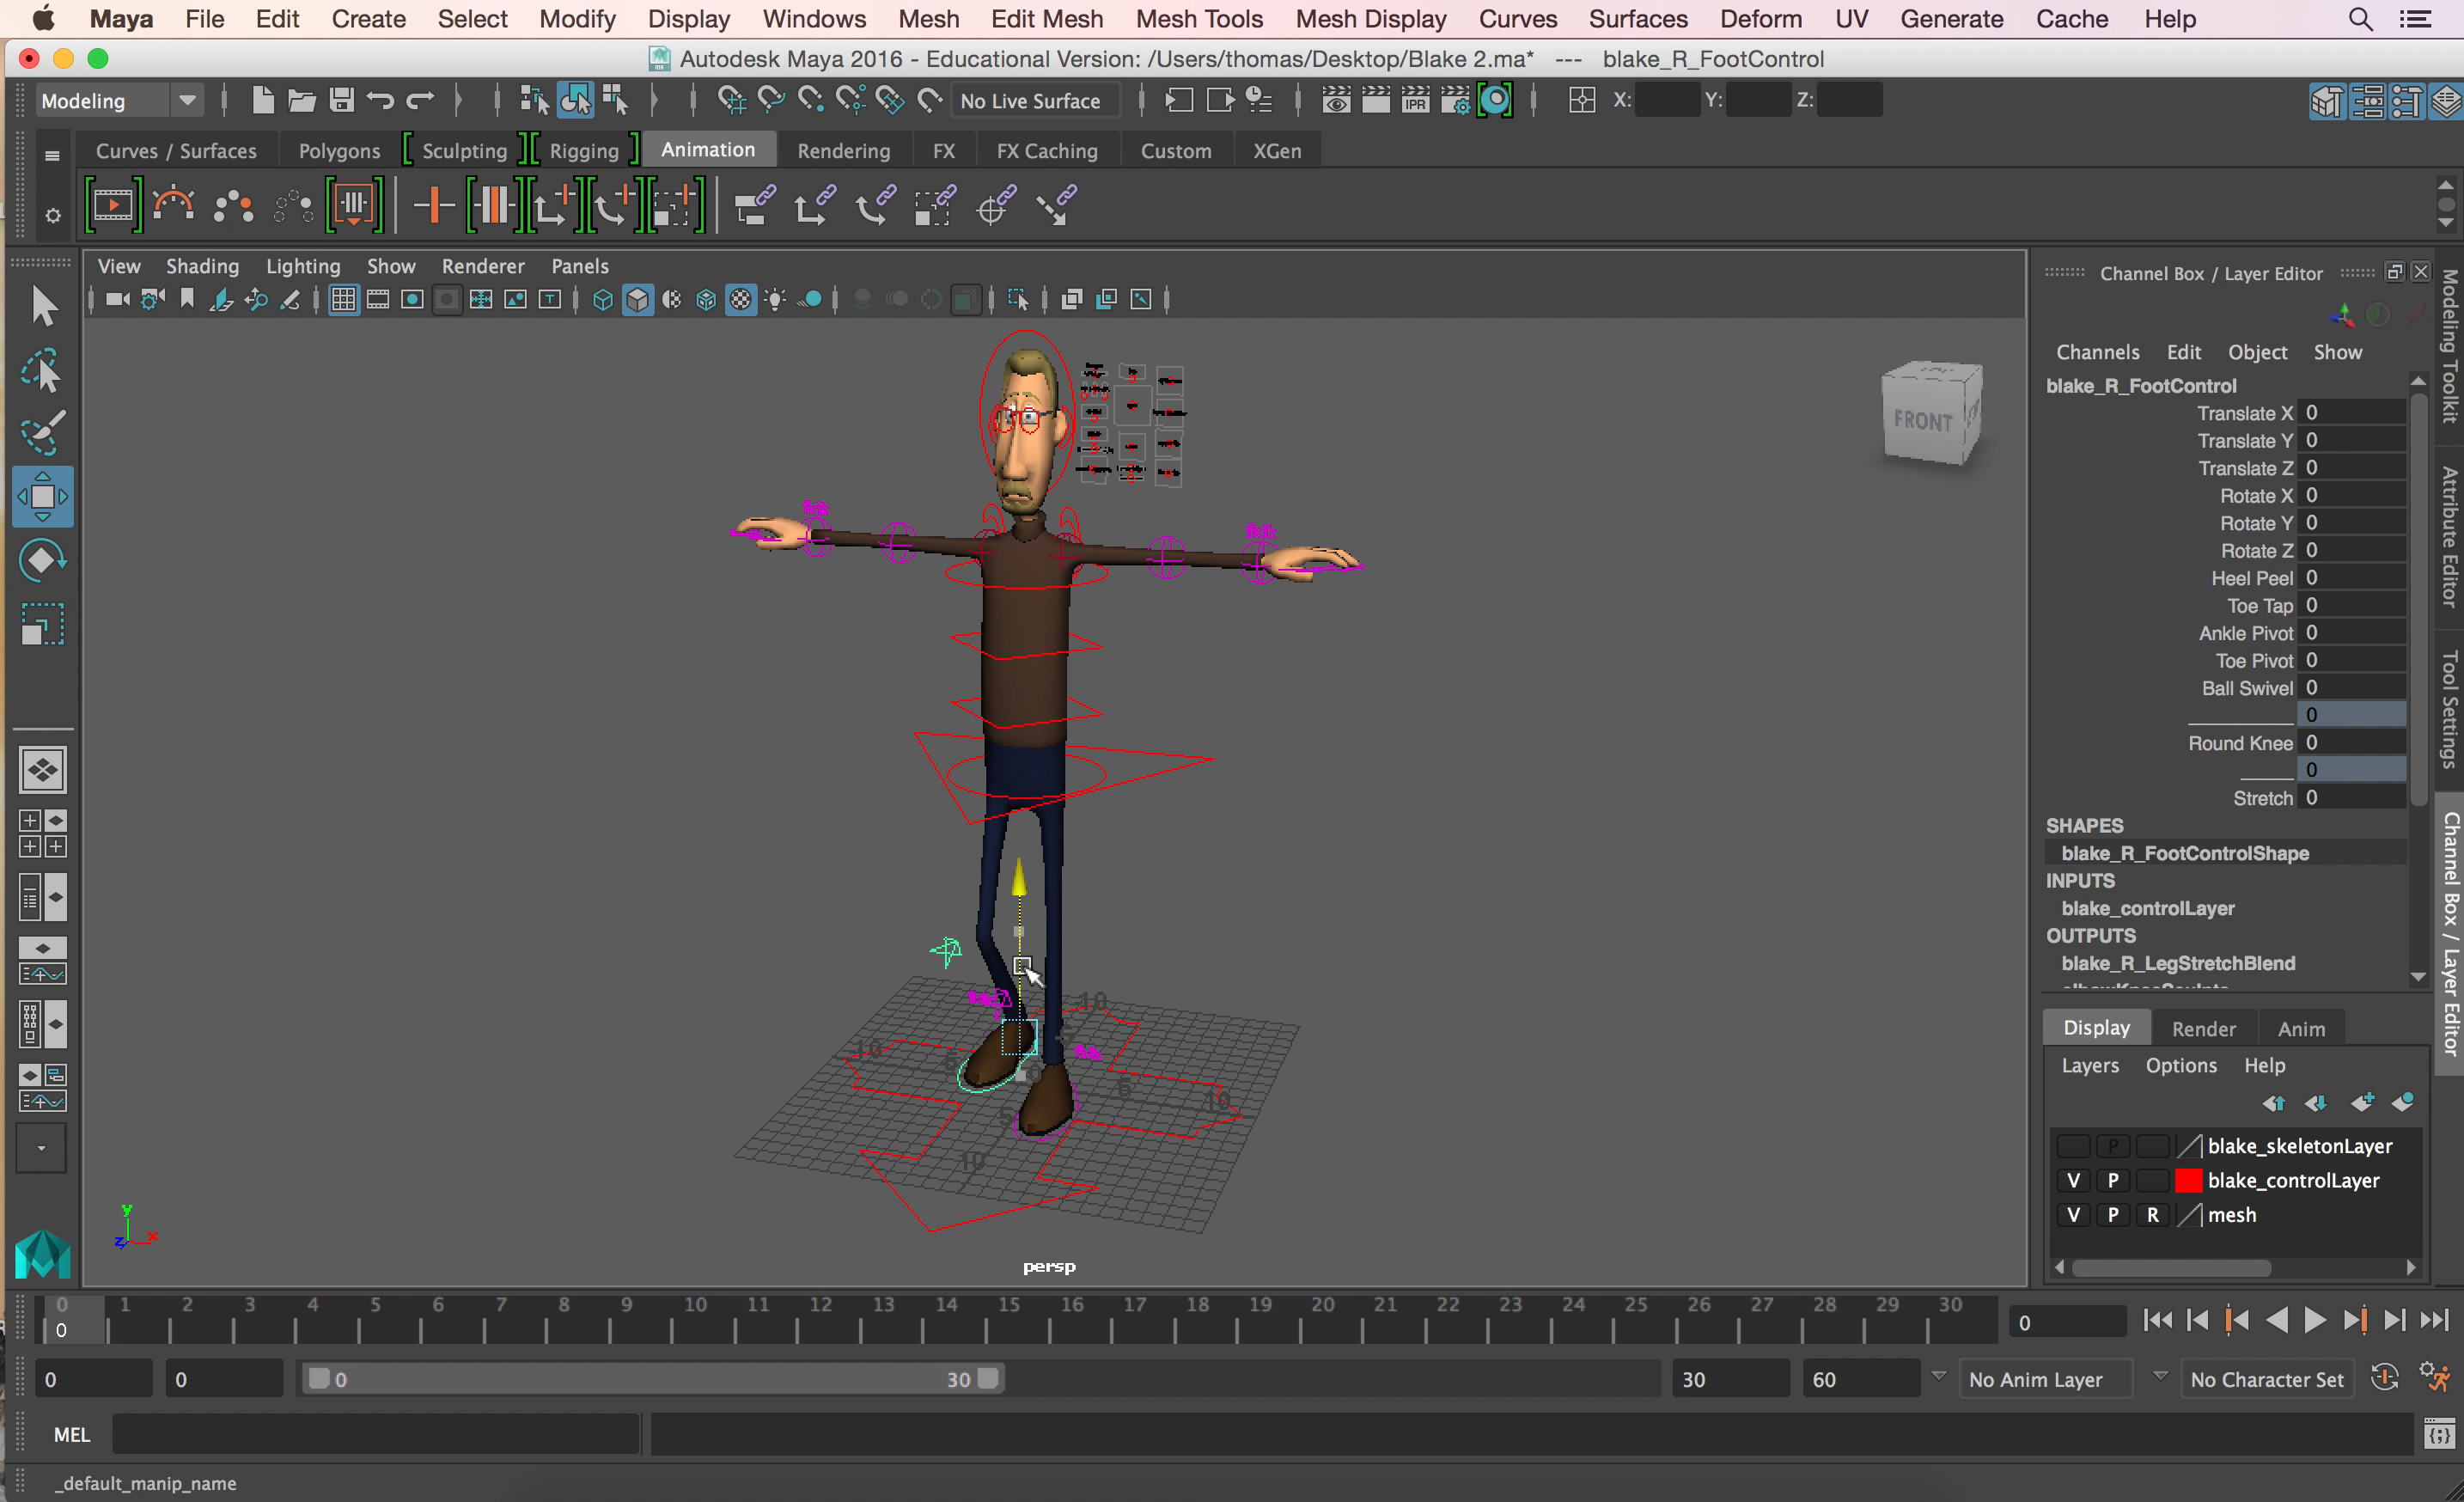 Maya File Edit Create Select Modify Display Windows Mesh Edit Mesh Mesh Tools Mesh Display Curves Surfaces Deform UV Generate Cache Help
Autodesk Maya 2016 - Educational Version: /Users/thomas/Desktop/Blake 2.ma* --- blake_R_FootControl
Modeling No Live Surface IPR X: Y: Z:
Curves / Surfaces Polygons Sculpting Rigging Animation Rendering FX FX Caching Custom XGen
View Shading Lighting Show Renderer Panels
Channel Box / Layer Editor
Channels Edit Object Show
blake_R_FootControl
Translate X 0
Translate Y 0
Translate Z 0
Rotate X 0
Rotate Y 0
Rotate Z 0
Heel Peel 0
Toe Tap 0
Ankle Pivot 0
Toe Pivot 0
Ball Swivel 0
0
Round Knee 0
0
Stretch 0
SHAPES
blake_R_FootControlShape
INPUTS
blake_controlLayer
OUTPUTS
blake_R_LegStretchBlend
Display Render Anim
Layers Options Help
P blake_skeletonLayer
V P blake_controlLayer
V P R mesh
Modeling Toolkit
Attribute Editor
Tool Settings
Channel Box / Layer Editor
FRONT
10
10
5
5
10
5
10
y
z x
persp
0 1 2 3 4 5 6 7 8 9 10 11 12 13 14 15 16 17 18 19 20 21 22 23 24 25 26 27 28 29 30
0 0
0 0 0 30 30 60 No Anim Layer No Character Set
MEL
_default_manip_name